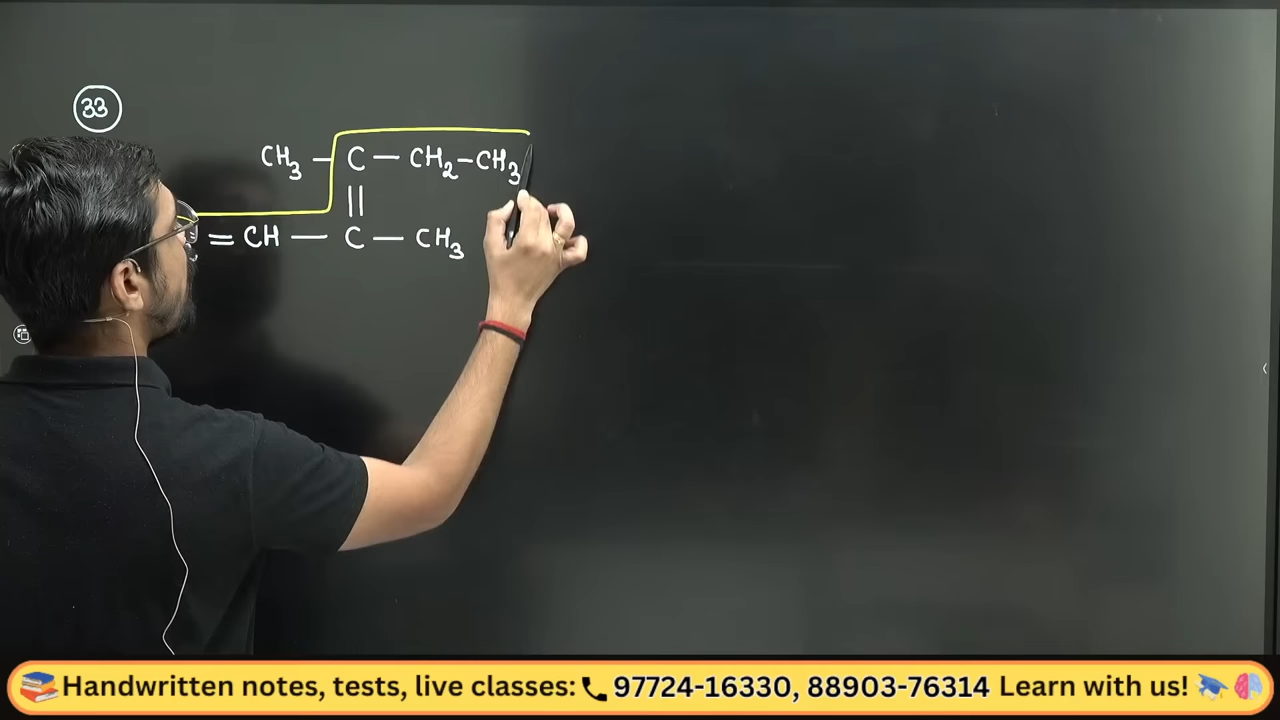 33
CH3 – C – CH2 – CH3
||
= CH – C – CH3
Handwritten notes, tests, live classes: 97724-16330, 88903-76314 Learn with us!